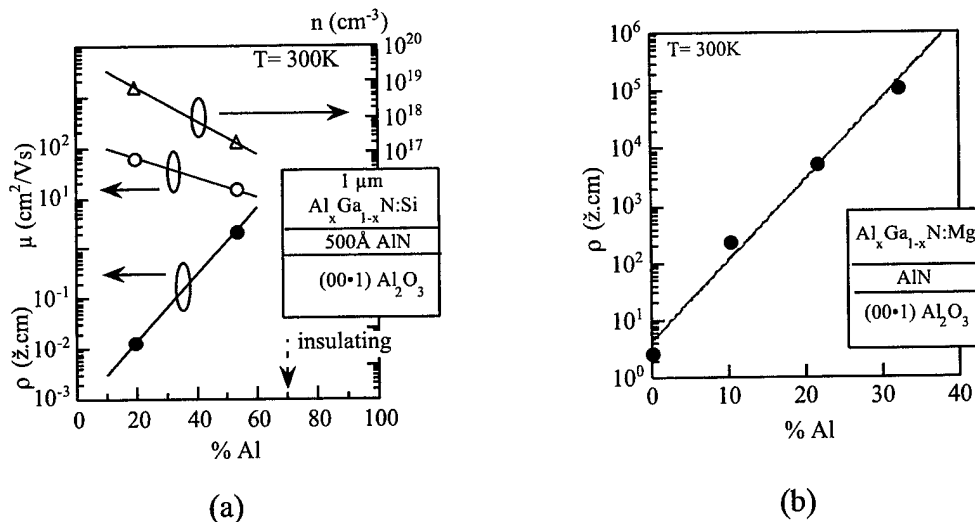 n (cm⁻³)
T= 300K
10²⁰
10¹⁹
10¹⁸
10¹⁷
μ (cm²/Vs)
10²
10¹
ρ (ž.cm)
10⁻¹
10⁻²
10⁻³
1 μm
AlₓGa₁₋ₓN:Si
500Å AlN
(00•1) Al₂O₃
insulating
0 20 40 60 80 100
% Al
(a)
T= 300K
ρ (ž.cm)
10⁶
10⁵
10⁴
10³
10²
10¹
10⁰
AlₓGa₁₋ₓN:Mg
AlN
(00•1) Al₂O₃
0 10 20 30 40
% Al
(b)